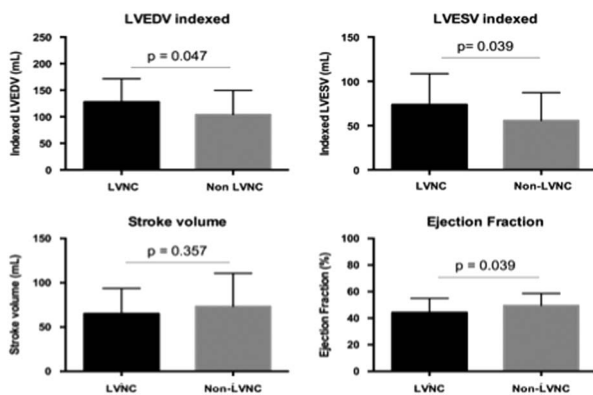 LVEDV indexed
Indexed LVEDV (mL)
250
200
150
100
50
0
p = 0.047
LVNC
Non LVNC
LVESV indexed
Indexed LVESV (mL)
150
100
50
0
p= 0.039
LVNC
Non-LVNC
Stroke volume
Stroke volume (mL)
150
100
50
0
p = 0.357
LVNC
Non-LVNC
Ejection Fraction
Ejection Fraction (%)
100
80
60
40
20
0
p = 0.039
LVNC
Non-LVNC